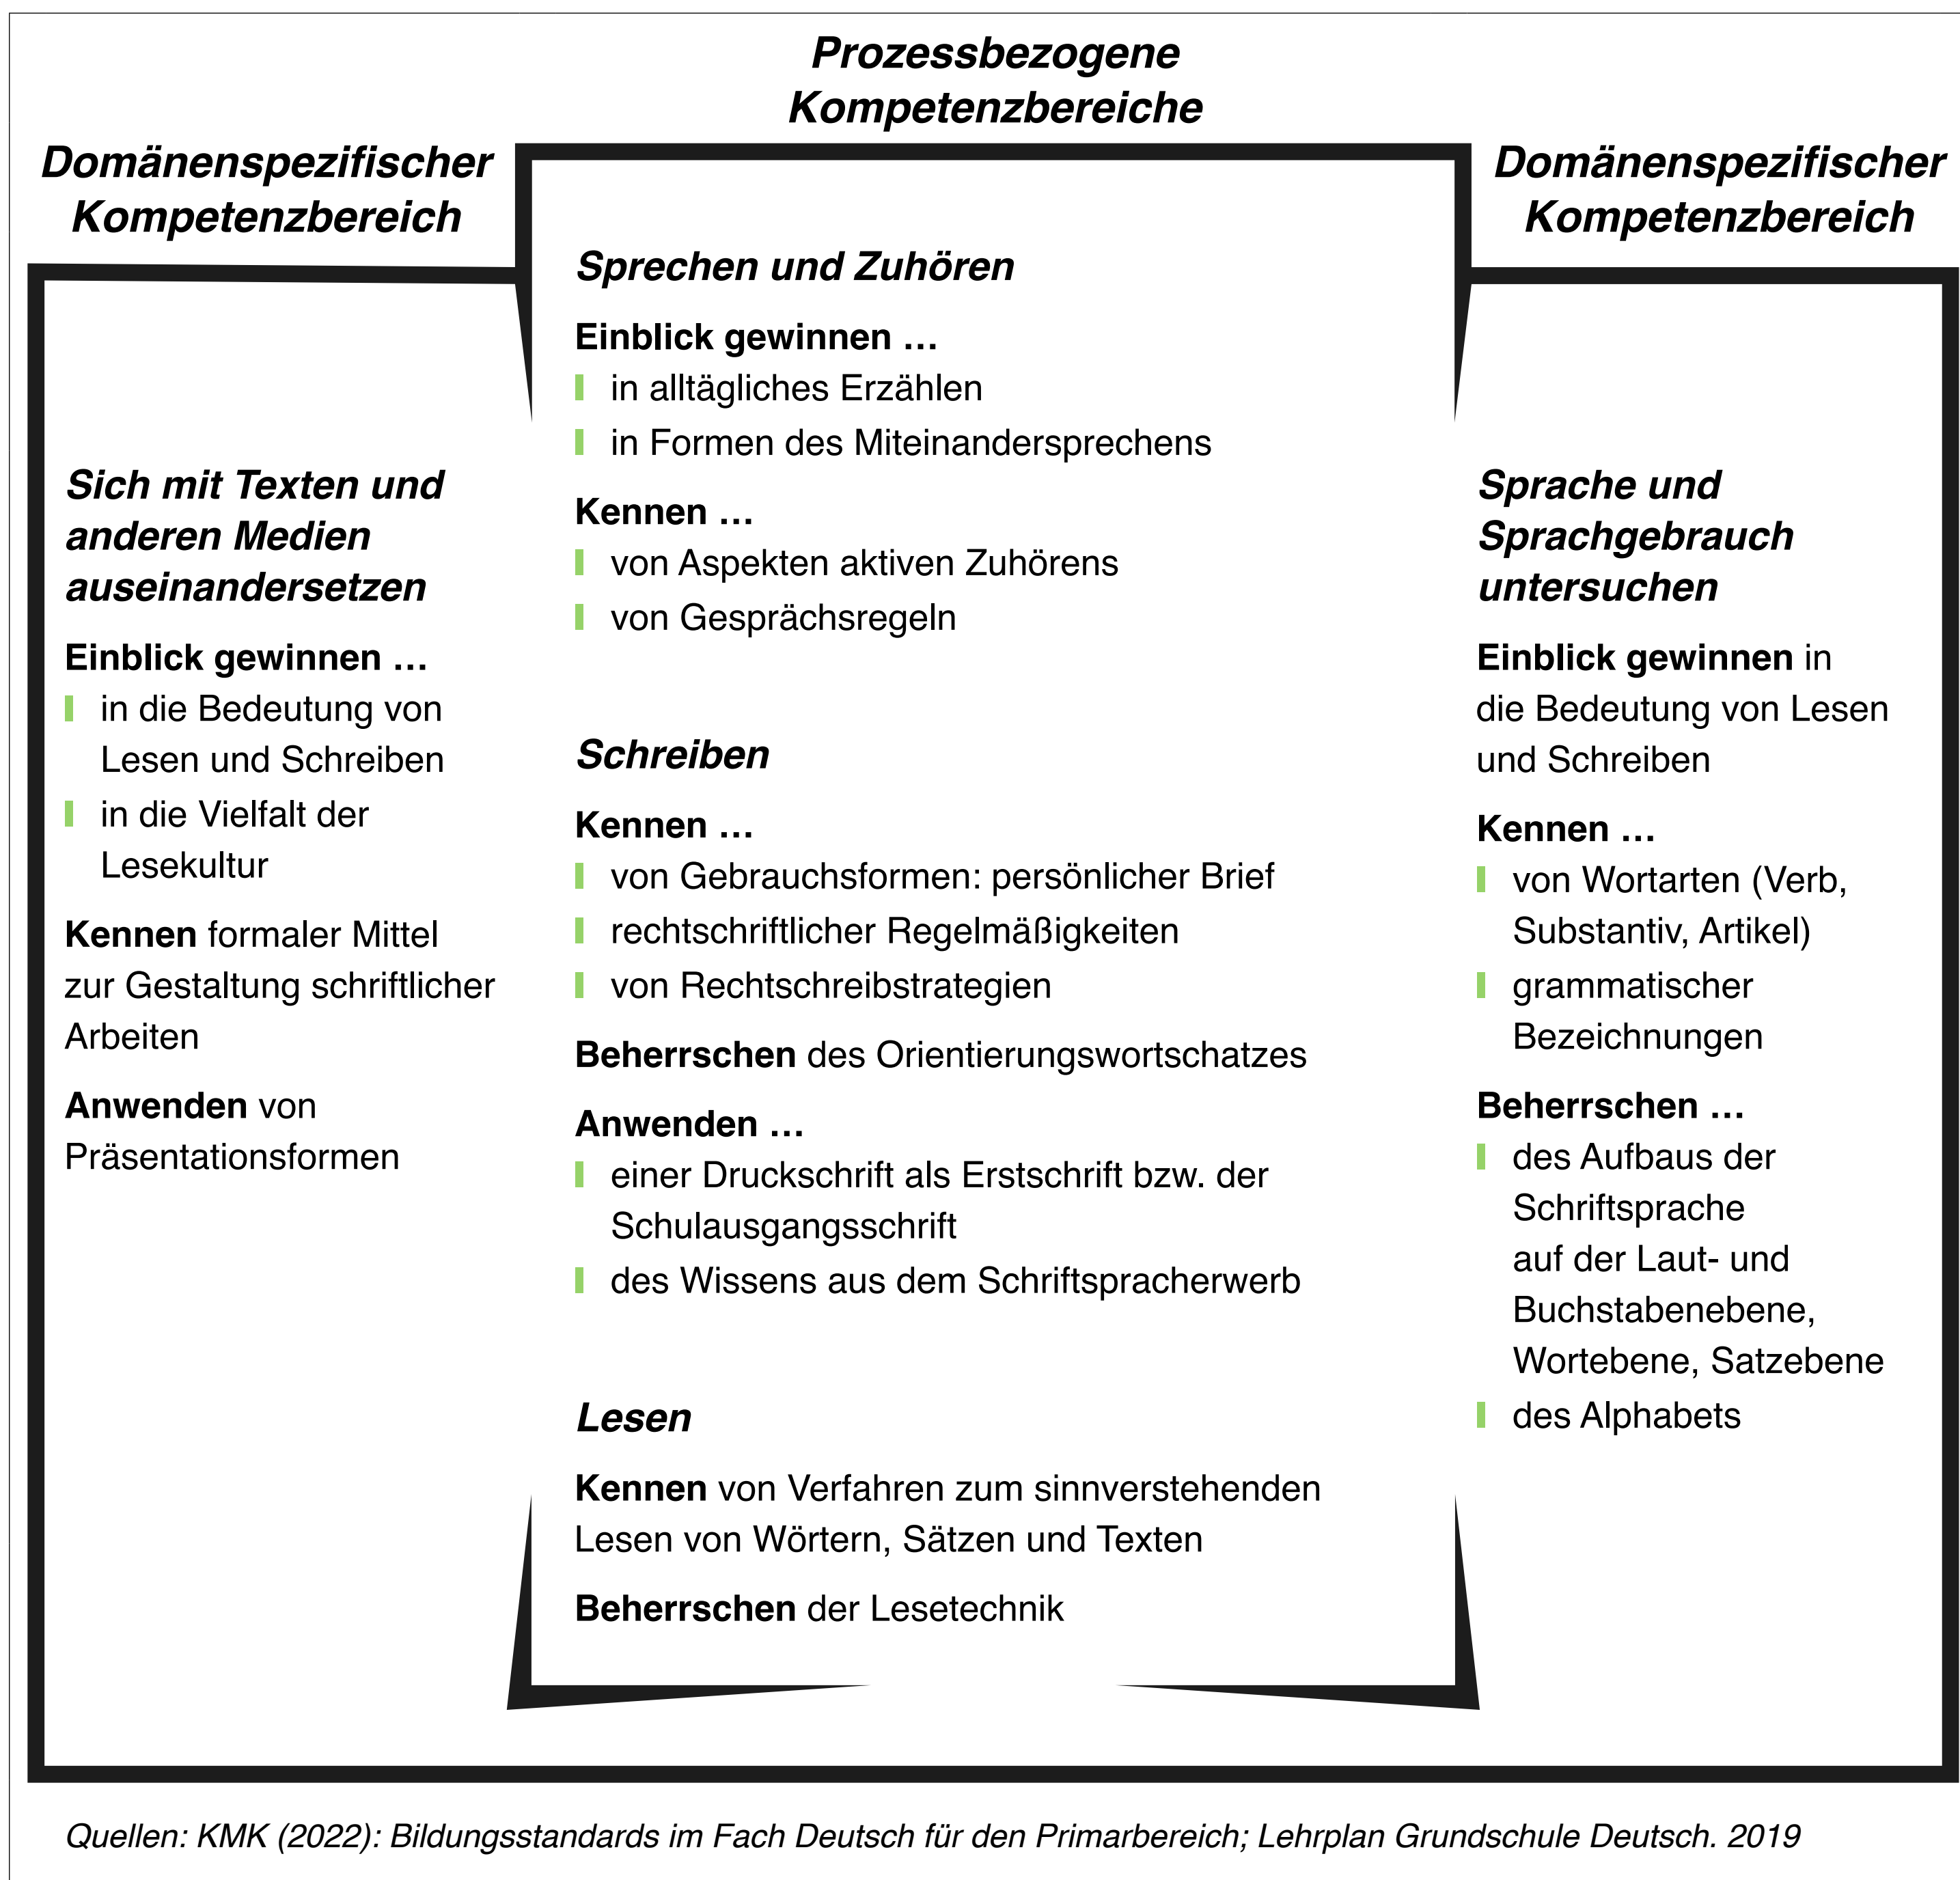 Prozessbezogene
Kompetenzbereiche
Domänenspezifischer
Kompetenzbereich
Sich mit Texten und
anderen Medien
auseinandersetzen
Einblick gewinnen …
in die Bedeutung von
Lesen und Schreiben
in die Vielfalt der
Lesekultur
Kennen formaler Mittel
zur Gestaltung schriftlicher
Arbeiten
Anwenden von
Präsentationsformen
Sprechen und Zuhören
Einblick gewinnen …
in alltägliches Erzählen
in Formen des Miteinandersprechens
Kennen …
von Aspekten aktiven Zuhörens
von Gesprächsregeln
Schreiben
Kennen …
von Gebrauchsformen: persönlicher Brief
rechtschriftlicher Regelmäßigkeiten
von Rechtschreibstrategien
Beherrschen des Orientierungswortschatzes
Anwenden …
einer Druckschrift als Erstschrift bzw. der
Schulausgangsschrift
des Wissens aus dem Schriftspracherwerb
Lesen
Kennen von Verfahren zum sinnverstehenden
Lesen von Wörtern, Sätzen und Texten
Beherrschen der Lesetechnik
Domänenspezifischer
Kompetenzbereich
Sprache und
Sprachgebrauch
untersuchen
Einblick gewinnen in
die Bedeutung von Lesen
und Schreiben
Kennen …
von Wortarten (Verb,
Substantiv, Artikel)
grammatischer
Bezeichnungen
Beherrschen …
des Aufbaus der
Schriftsprache
auf der Laut- und
Buchstabenebene,
Wortebene, Satzebene
des Alphabets
Quellen: KMK (2022): Bildungsstandards im Fach Deutsch für den Primarbereich; Lehrplan Grundschule Deutsch. 2019